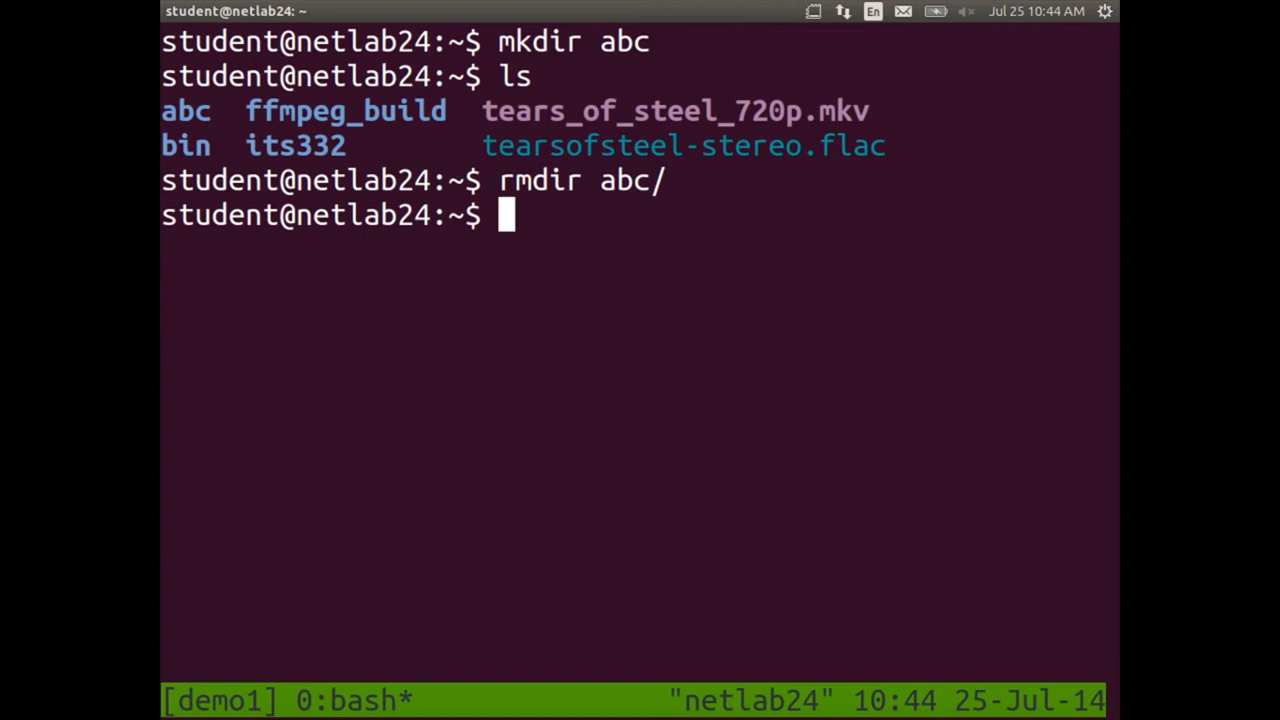 student@netlab24: ~ En Jul 25 10:44 AM
student@netlab24:~$ mkdir abc
student@netlab24:~$ ls
abc ffmpeg_build tears_of_steel_720p.mkv
bin its332 tearsofsteel-stereo.flac
student@netlab24:~$ rmdir abc/
student@netlab24:~$
[demo1] 0:bash* "netlab24" 10:44 25-Jul-14